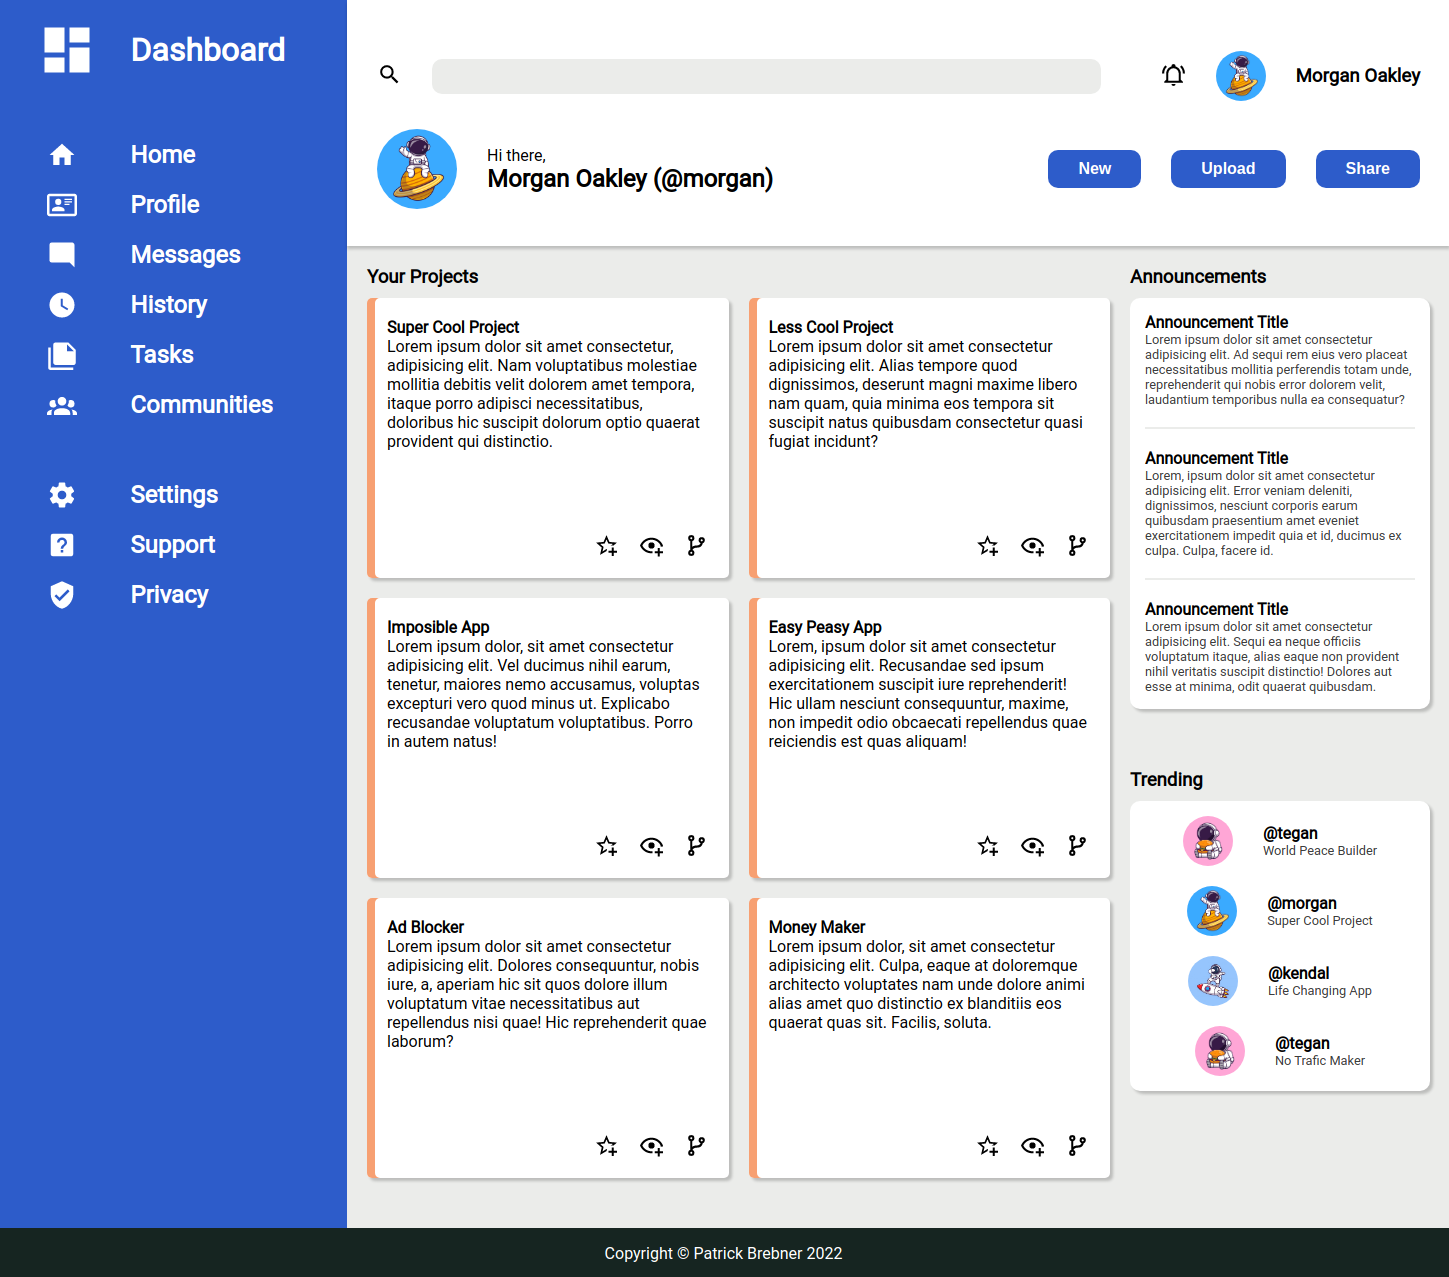 Dashboard
Home
Profile
Messages
History
Tasks
Communities
Settings
Support
Privacy
Morgan Oakley
Hi there,
Morgan Oakley (@morgan)
New
Upload
Share
Your Projects
Super Cool Project
Lorem ipsum dolor sit amet consectetur,
adipisicing elit. Nam voluptatibus molestiae
mollitia debitis velit dolorem amet tempora,
itaque porro adipisci necessitatibus,
doloribus hic suscipit dolorum optio quaerat
provident qui distinctio.
Less Cool Project
Lorem ipsum dolor sit amet consectetur
adipisicing elit. Alias tempore quod
dignissimos, deserunt magni maxime libero
nam quam, quia minima eos tempora sit
suscipit natus quibusdam consectetur quasi
fugiat incidunt?
Imposible App
Lorem ipsum dolor, sit amet consectetur
adipisicing elit. Vel ducimus nihil earum,
tenetur, maiores nemo accusamus, voluptas
excepturi vero quod minus ut. Explicabo
recusandae voluptatum voluptatibus. Porro
in autem natus!
Easy Peasy App
Lorem, ipsum dolor sit amet consectetur
adipisicing elit. Recusandae sed ipsum
exercitationem suscipit iure reprehenderit!
Hic ullam nesciunt consequuntur, maxime,
non impedit odio obcaecati repellendus quae
reiciendis est quas aliquam!
Ad Blocker
Lorem ipsum dolor sit amet consectetur
adipisicing elit. Dolores consequuntur, nobis
iure, a, aperiam hic sit quos dolore illum
voluptatum vitae necessitatibus aut
repellendus nisi quae! Hic reprehenderit quae
laborum?
Money Maker
Lorem ipsum dolor, sit amet consectetur
adipisicing elit. Culpa, eaque at doloremque
architecto voluptates nam unde dolore animi
alias amet quo distinctio ex blanditiis eos
quaerat quas sit. Facilis, soluta.
Announcements
Announcement Title
Lorem ipsum dolor sit amet consectetur
adipisicing elit. Ad sequi rem eius vero placeat
necessitatibus mollitia perferendis totam unde,
reprehenderit qui nobis error dolorem velit,
laudantium temporibus nulla ea consequatur?
Announcement Title
Lorem, ipsum dolor sit amet consectetur
adipisicing elit. Error veniam deleniti,
dignissimos, nesciunt corporis earum
quibusdam praesentium amet eveniet
exercitationem impedit quia et id, ducimus ex
culpa. Culpa, facere id.
Announcement Title
Lorem ipsum dolor sit amet consectetur
adipisicing elit. Sequi ea neque officiis
voluptatum itaque, alias eaque non provident
nihil veritatis suscipit distinctio! Dolores aut
esse at minima, odit quaerat quibusdam.
Trending
@tegan
World Peace Builder
@morgan
Super Cool Project
@kendal
Life Changing App
@tegan
No Trafic Maker
Copyright © Patrick Brebner 2022